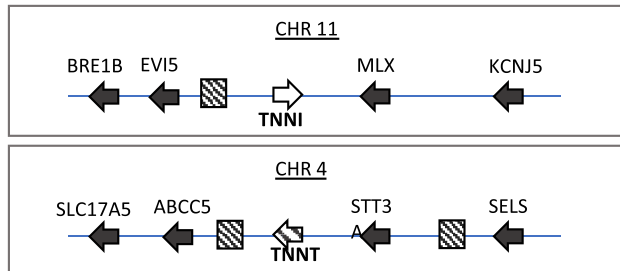 CHR 11
BRE1B EVI5 MLX KCNJ5
TNNI
CHR 4
SLC17A5 ABCC5 STT3 SELS
A
TNNT